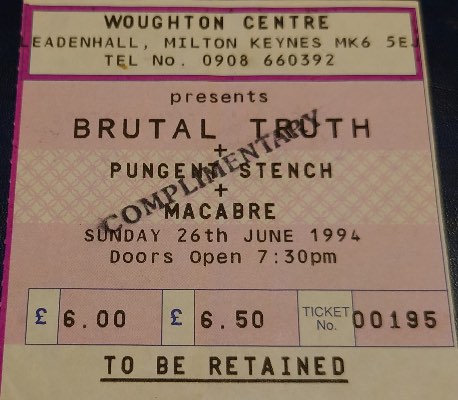 WOUGHTON CENTRE
LEADENHALL, MILTON KEYNES MK6 5EJ
TEL No. 0908 660392
presents
BRUTAL TRUTH
+
PUNGENT STENCH
+
MACABRE
COMPLIMENTARY
SUNDAY 26th JUNE 1994
Doors Open 7:30pm
£ 6.00 £ 6.50 TICKET No. 00195
TO BE RETAINED